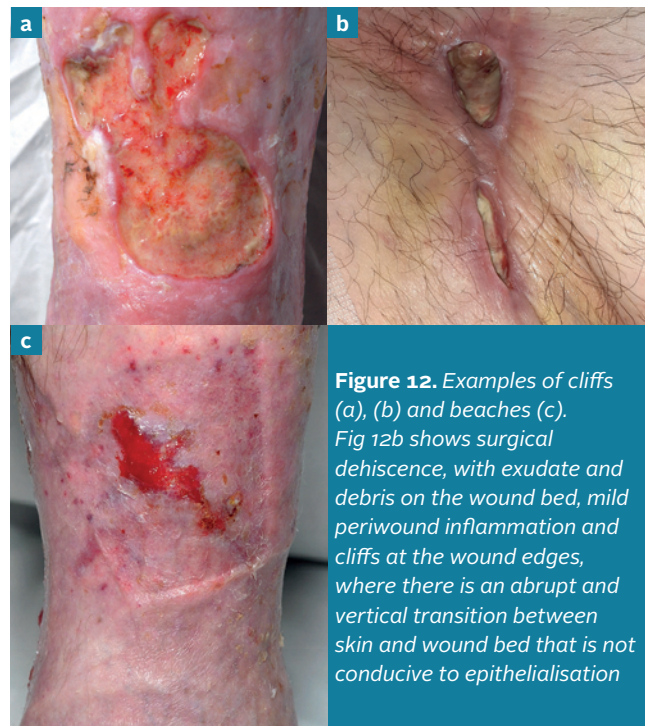 a
b
c
Figure 12. Examples of cliffs
(a), (b) and beaches (c).
Fig 12b shows surgical
dehiscence, with exudate and
debris on the wound bed, mild
periwound inflammation and
cliffs at the wound edges,
where there is an abrupt and
vertical transition between
skin and wound bed that is not
conducive to epithelialisation